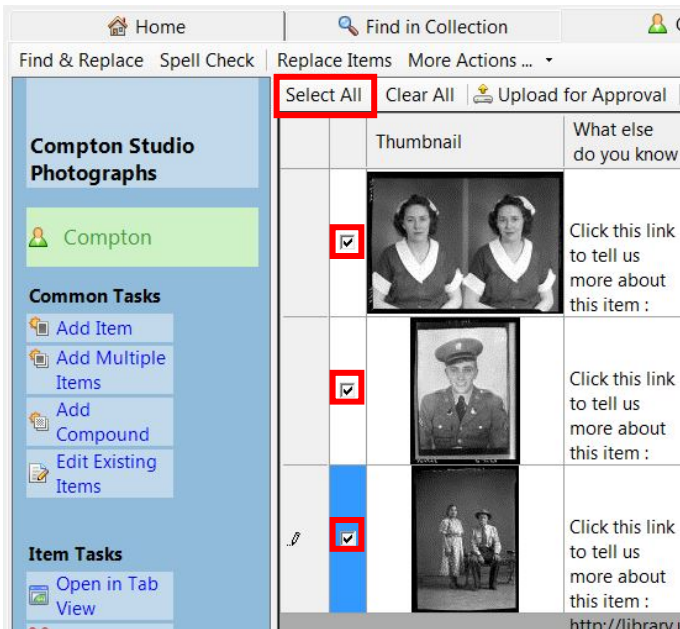 Home
Find in Collection
Find & Replace Spell Check Replace Items More Actions ...
Select All Clear All Upload for Approval
Compton Studio
Photographs
Compton
Common Tasks
Add Item
Add Multiple
Items
Add
Compound
Edit Existing
Items
Item Tasks
Open in Tab
View
Thumbnail
What else
do you know
Click this link
to tell us
more about
this item :
Click this link
to tell us
more about
this item :
Click this link
to tell us
more about
this item :